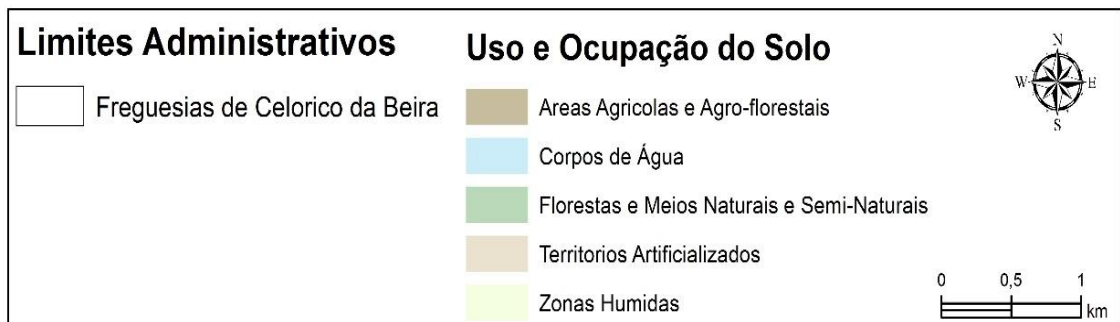 Limites Administrativos
Freguesias de Celorico da Beira
Uso e Ocupação do Solo
Areas Agricolas e Agro-florestais
Corpos de Água
Florestas e Meios Naturais e Semi-Naturais
Territorios Artificializados
Zonas Humidas
N
W E
S
0 0,5 1
km